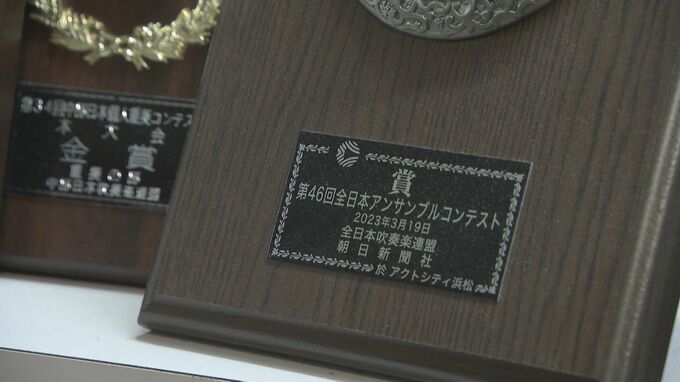 本大会
金賞
賞
第46回全日本アンサンブルコンテスト
2023年3月19日
全日本吹奏楽連盟
朝日新聞社
於 アクトシティ浜松